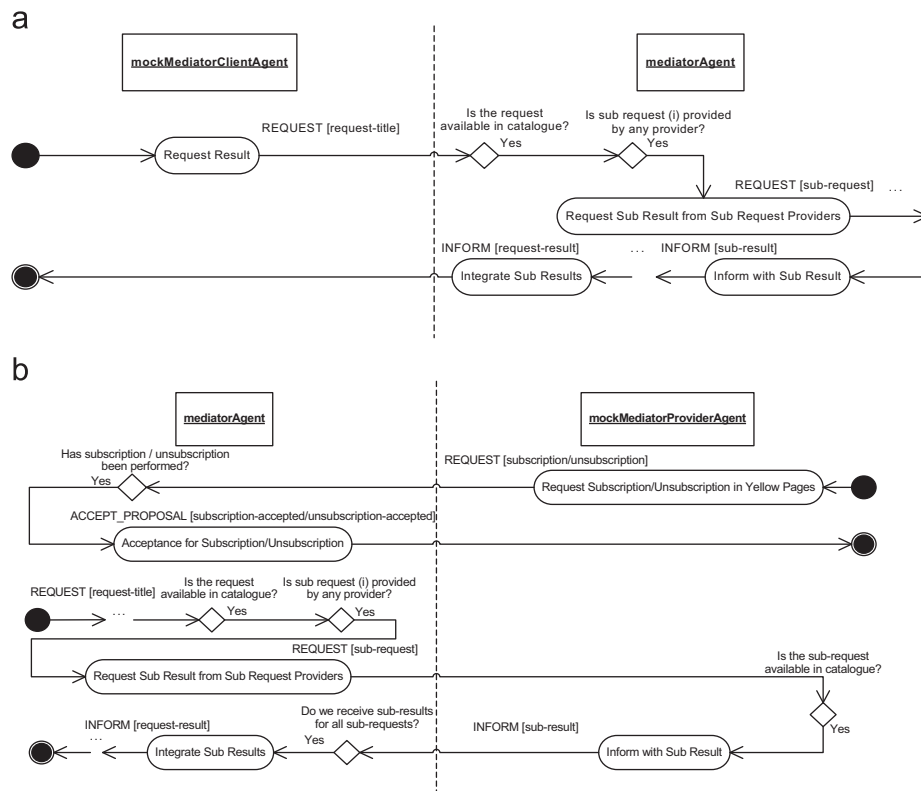 a
mockMediatorClientAgent
mediatorAgent
Is the request
available in catalogue?
Is sub request (i) provided
by any provider?
REQUEST [request-title]
Yes
Yes
Request Result
REQUEST [sub-request]
...
Request Sub Result from Sub Request Providers
INFORM [request-result]
...
INFORM [sub-result]
Integrate Sub Results
Inform with Sub Result
b
mediatorAgent
mockMediatorProviderAgent
Has subscription / unsubscription
been performed?
Yes
REQUEST [subscription/unsubscription]
Request Subscription/Unsubscription in Yellow Pages
ACCEPT_PROPOSAL [subscription-accepted/unsubscription-accepted]
Acceptance for Subscription/Unsubscription
REQUEST [request-title]
...
Is the request
available in catalogue?
Is sub request (i) provided
by any provider?
Yes
Yes
REQUEST [sub-request]
Request Sub Result from Sub Request Providers
Is the sub-request
available in catalogue?
Yes
INFORM [request-result]
...
Do we receive sub-results
for all sub-requests?
Yes
INFORM [sub-result]
Integrate Sub Results
Inform with Sub Result